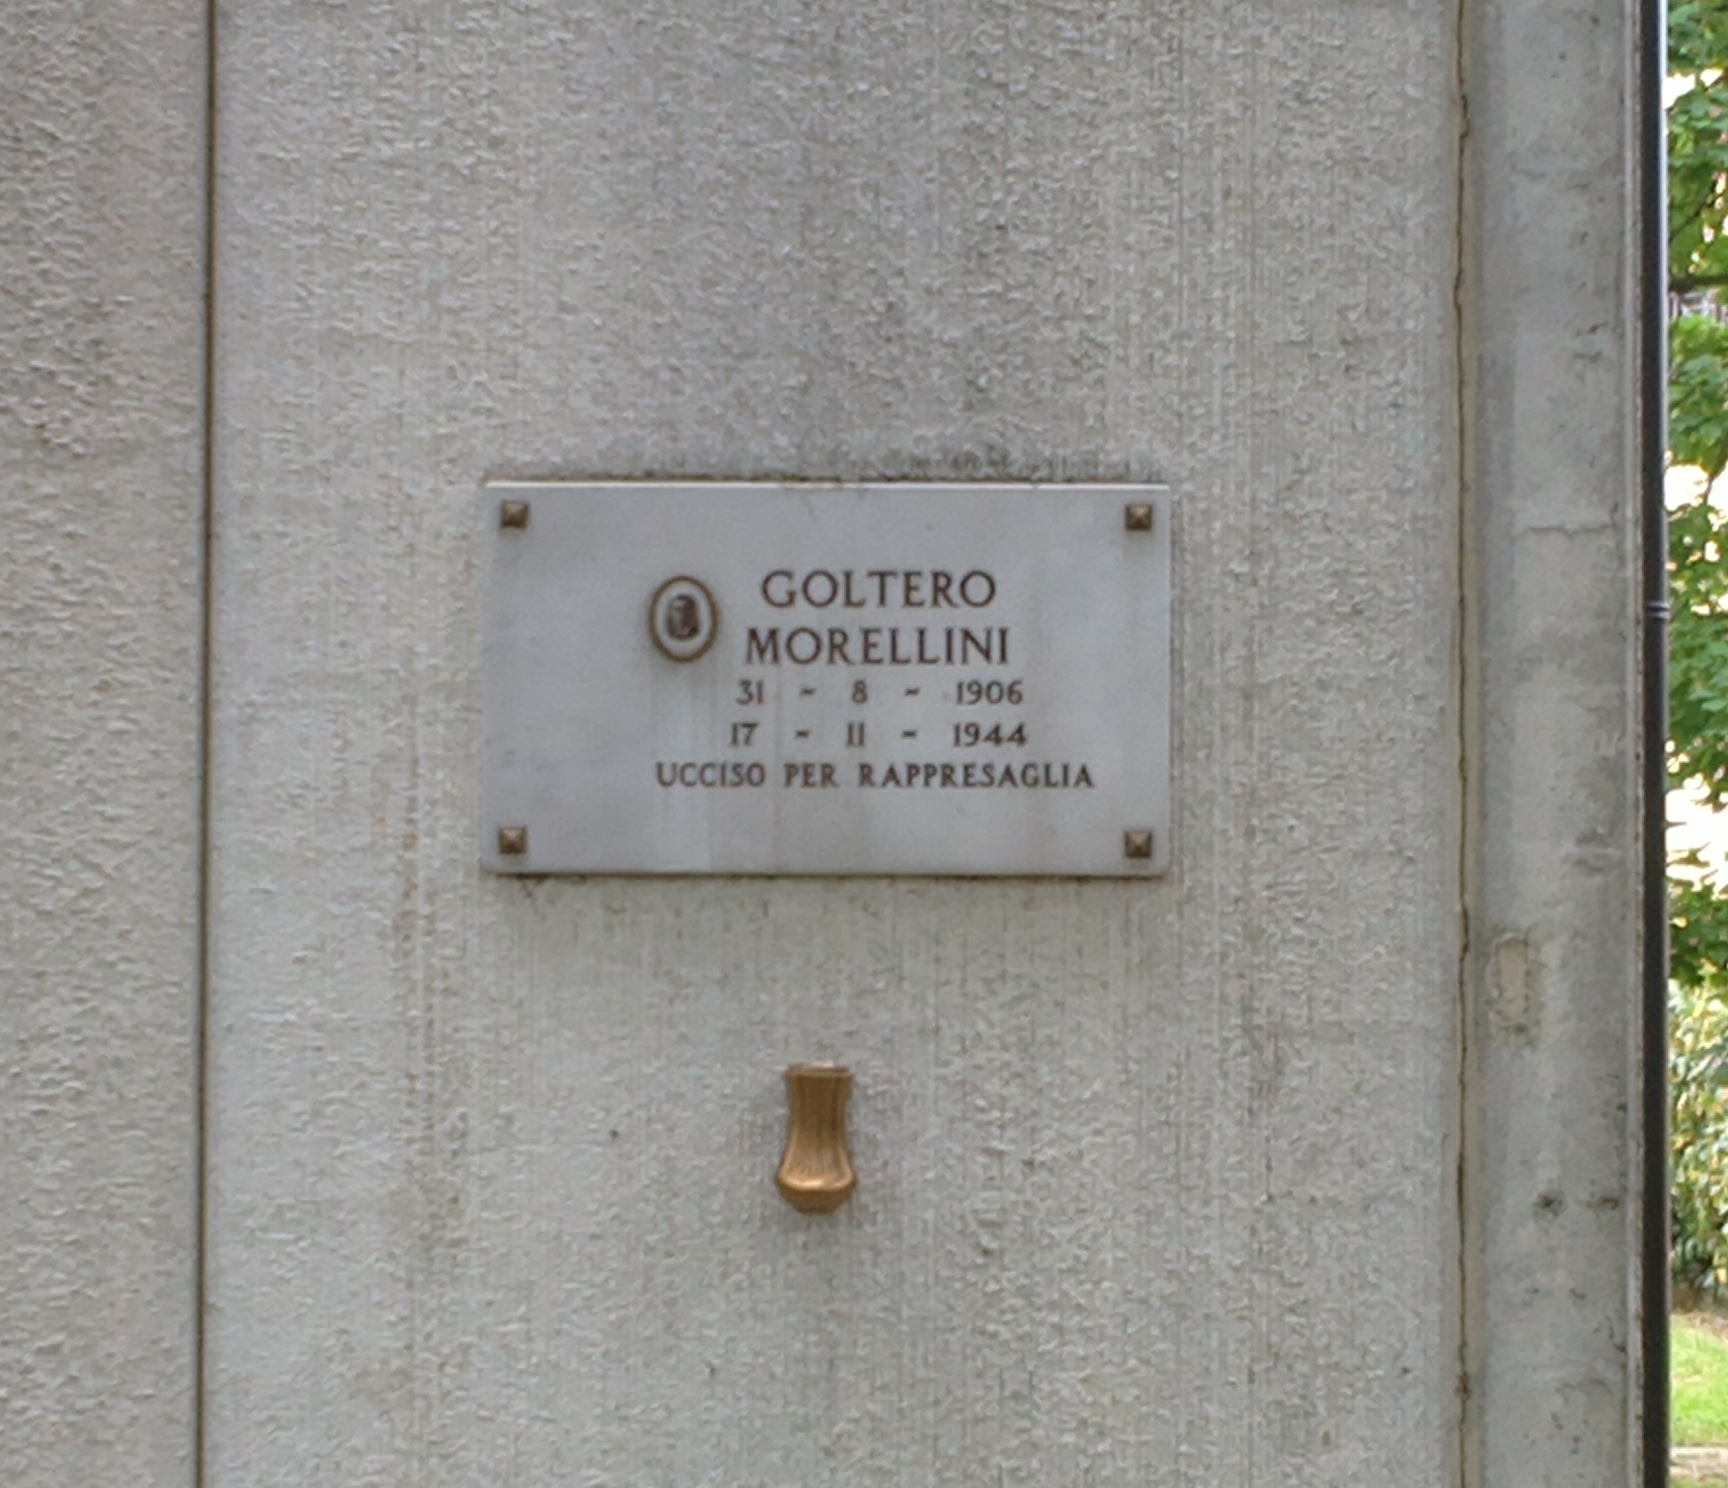 GOLTERO
MORELLINI
31 - 8 - 1906
17 - 11 - 1944
UCCISO PER RAPPRESAGLIA